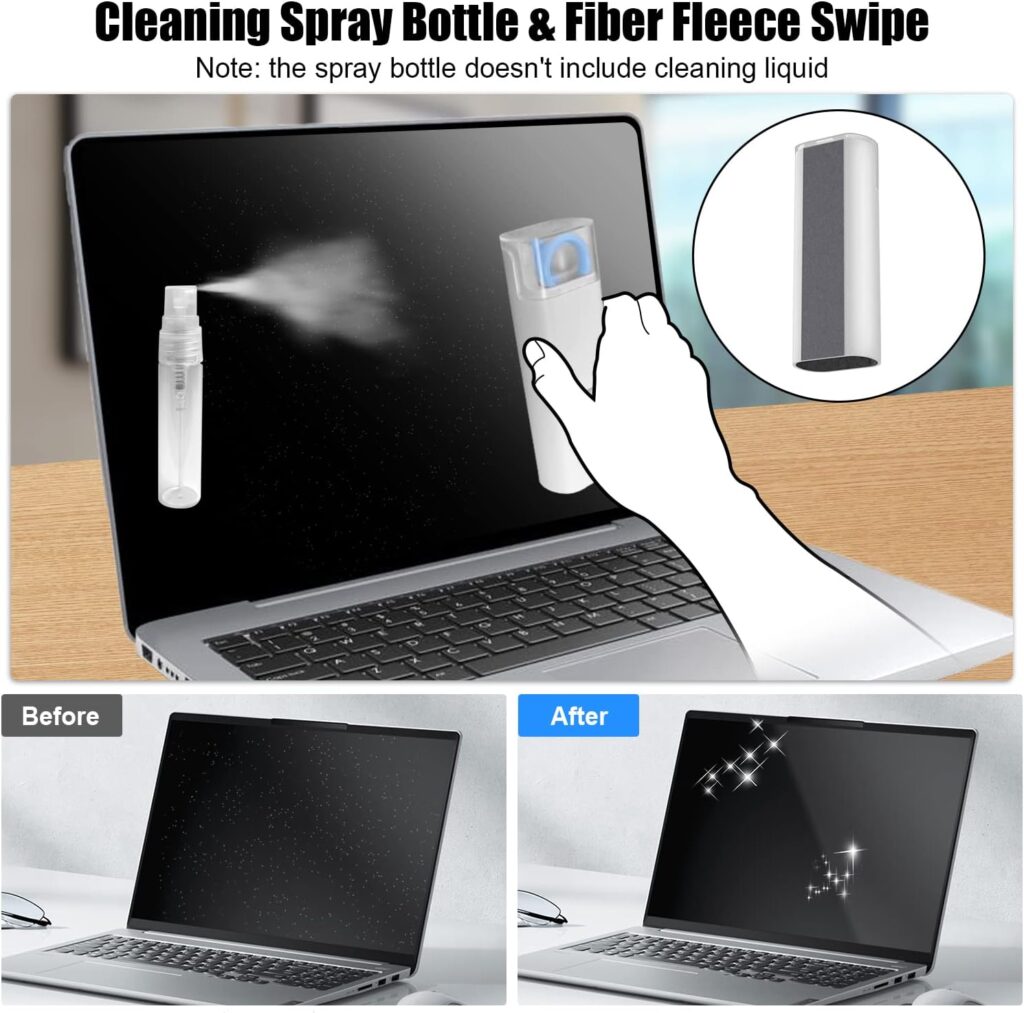 Cleaning Spray Bottle & Fiber Fleece Swipe
Note: the spray bottle doesn't include cleaning liquid
Before
After